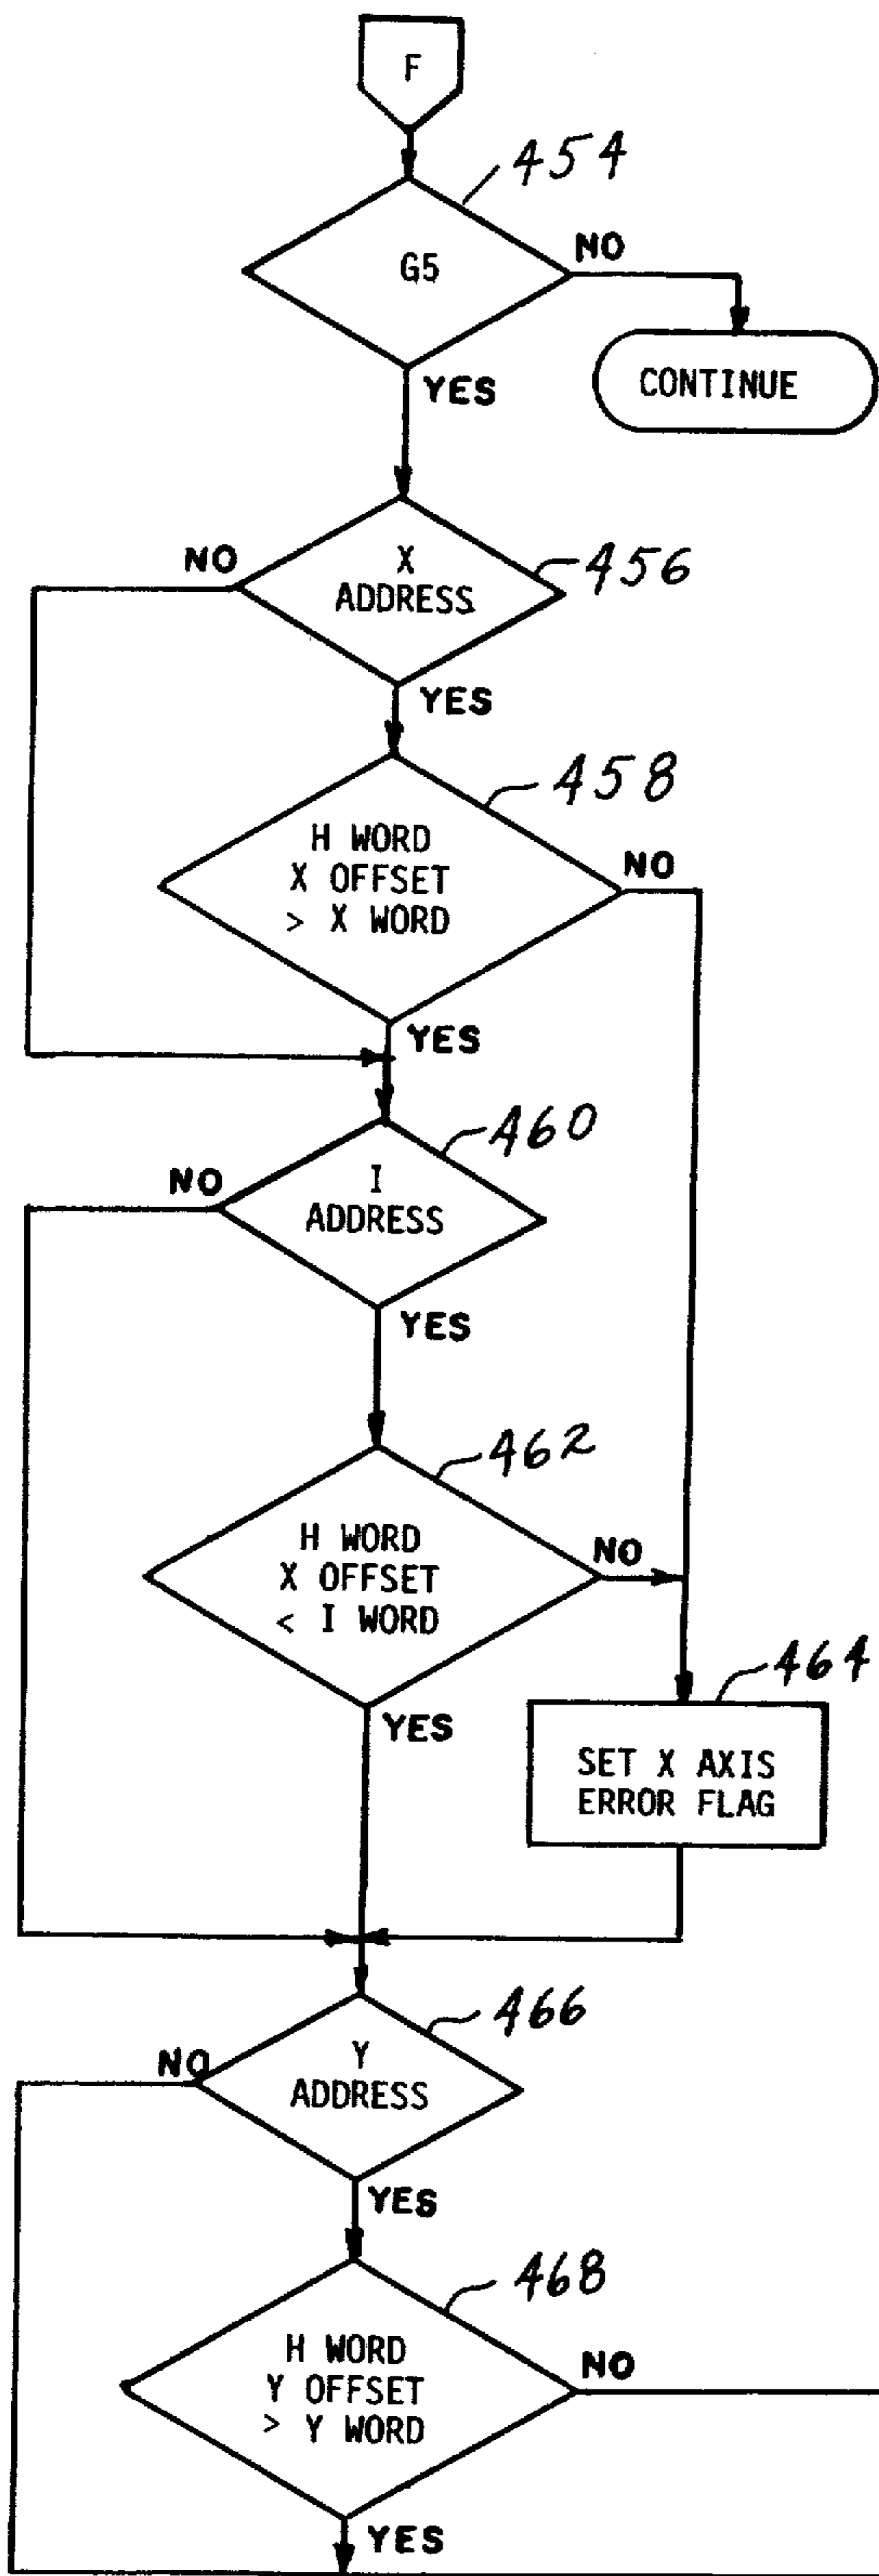 F
454
G5
NO
CONTINUE
YES
NO
X
ADDRESS
456
YES
458
H WORD
X OFFSET
> X WORD
NO
YES
460
NO
I
ADDRESS
YES
462
H WORD
X OFFSET
< I WORD
NO
YES
464
SET X AXIS
ERROR FLAG
466
NO
Y
ADDRESS
YES
468
H WORD
Y OFFSET
> Y WORD
NO
YES